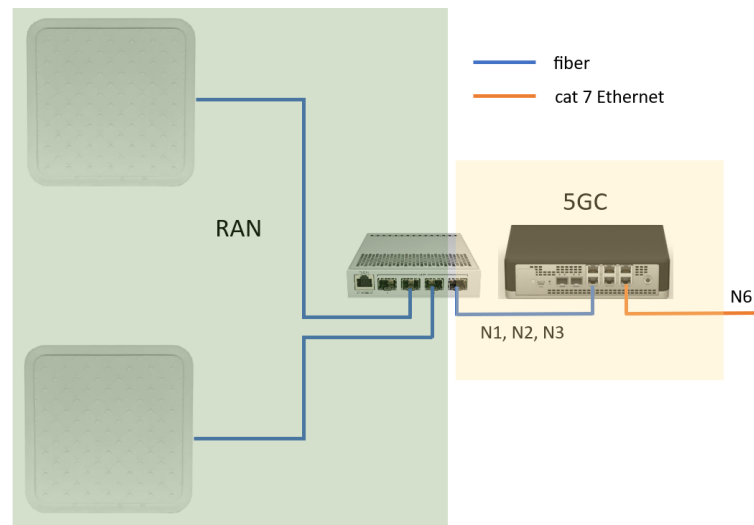 fiber
cat 7 Ethernet
5GC
RAN
N6
N1, N2, N3